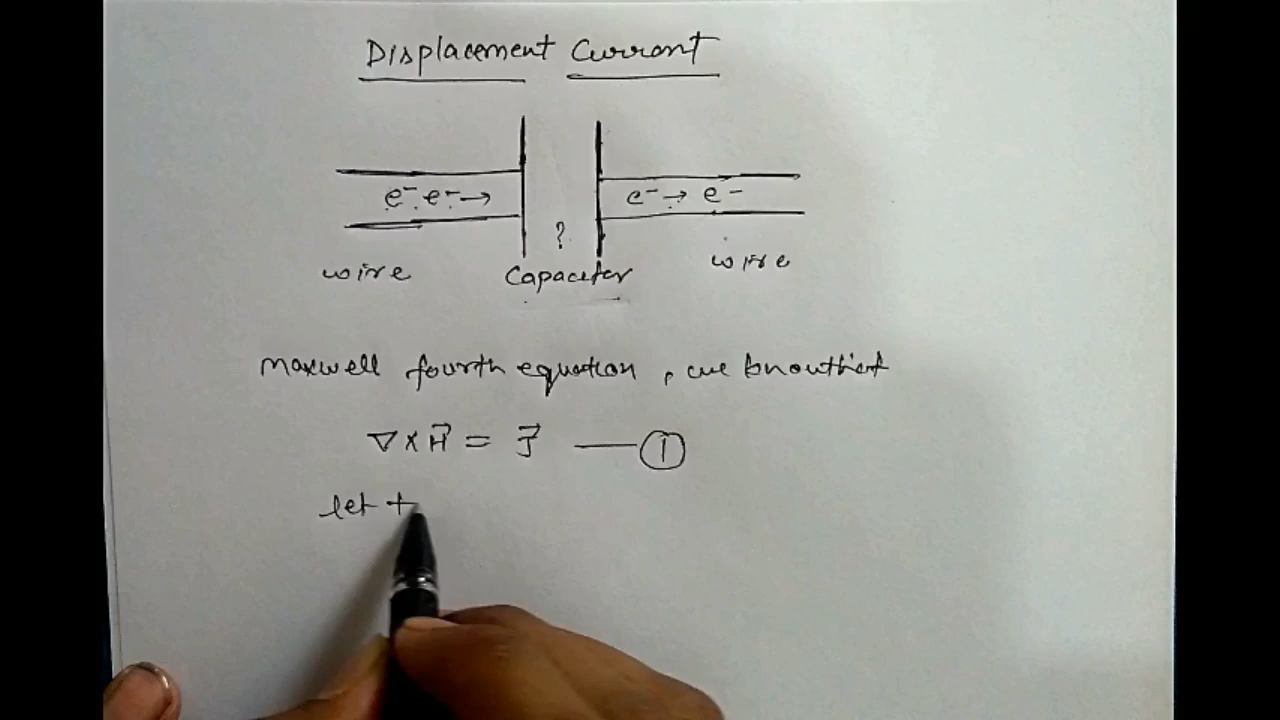 Displacement Current
e⁻ e⁻ → e⁻ → e⁻
?
wire Capacitor wire
Maxwell fourth equation, we know that
∇ × H⃗ = J⃗ — ①
let t